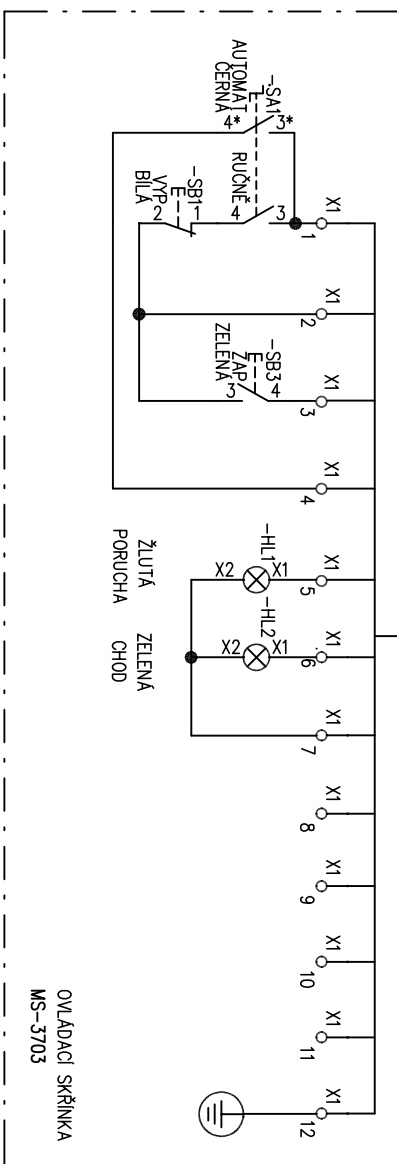 X1 X1 X1 X1 X1 X1 X1 X1 X1 X1 X1 X1
1 2 3 4 5 6 7 8 9 10 11 12
3* 3 4 X1 X1
-SA1 -SB3 -HL1 -HL2
4* 4 3 X2 X2
AUTOMAT RUČNĚ ZAP
ČERNÁ ZELENÁ
-SB1
1
2
VYP
BÍLÁ
ŽLUTÁ ZELENÁ
PORUCHA CHOD
OVLÁDACÍ SKŘÍNKA
MS-3703